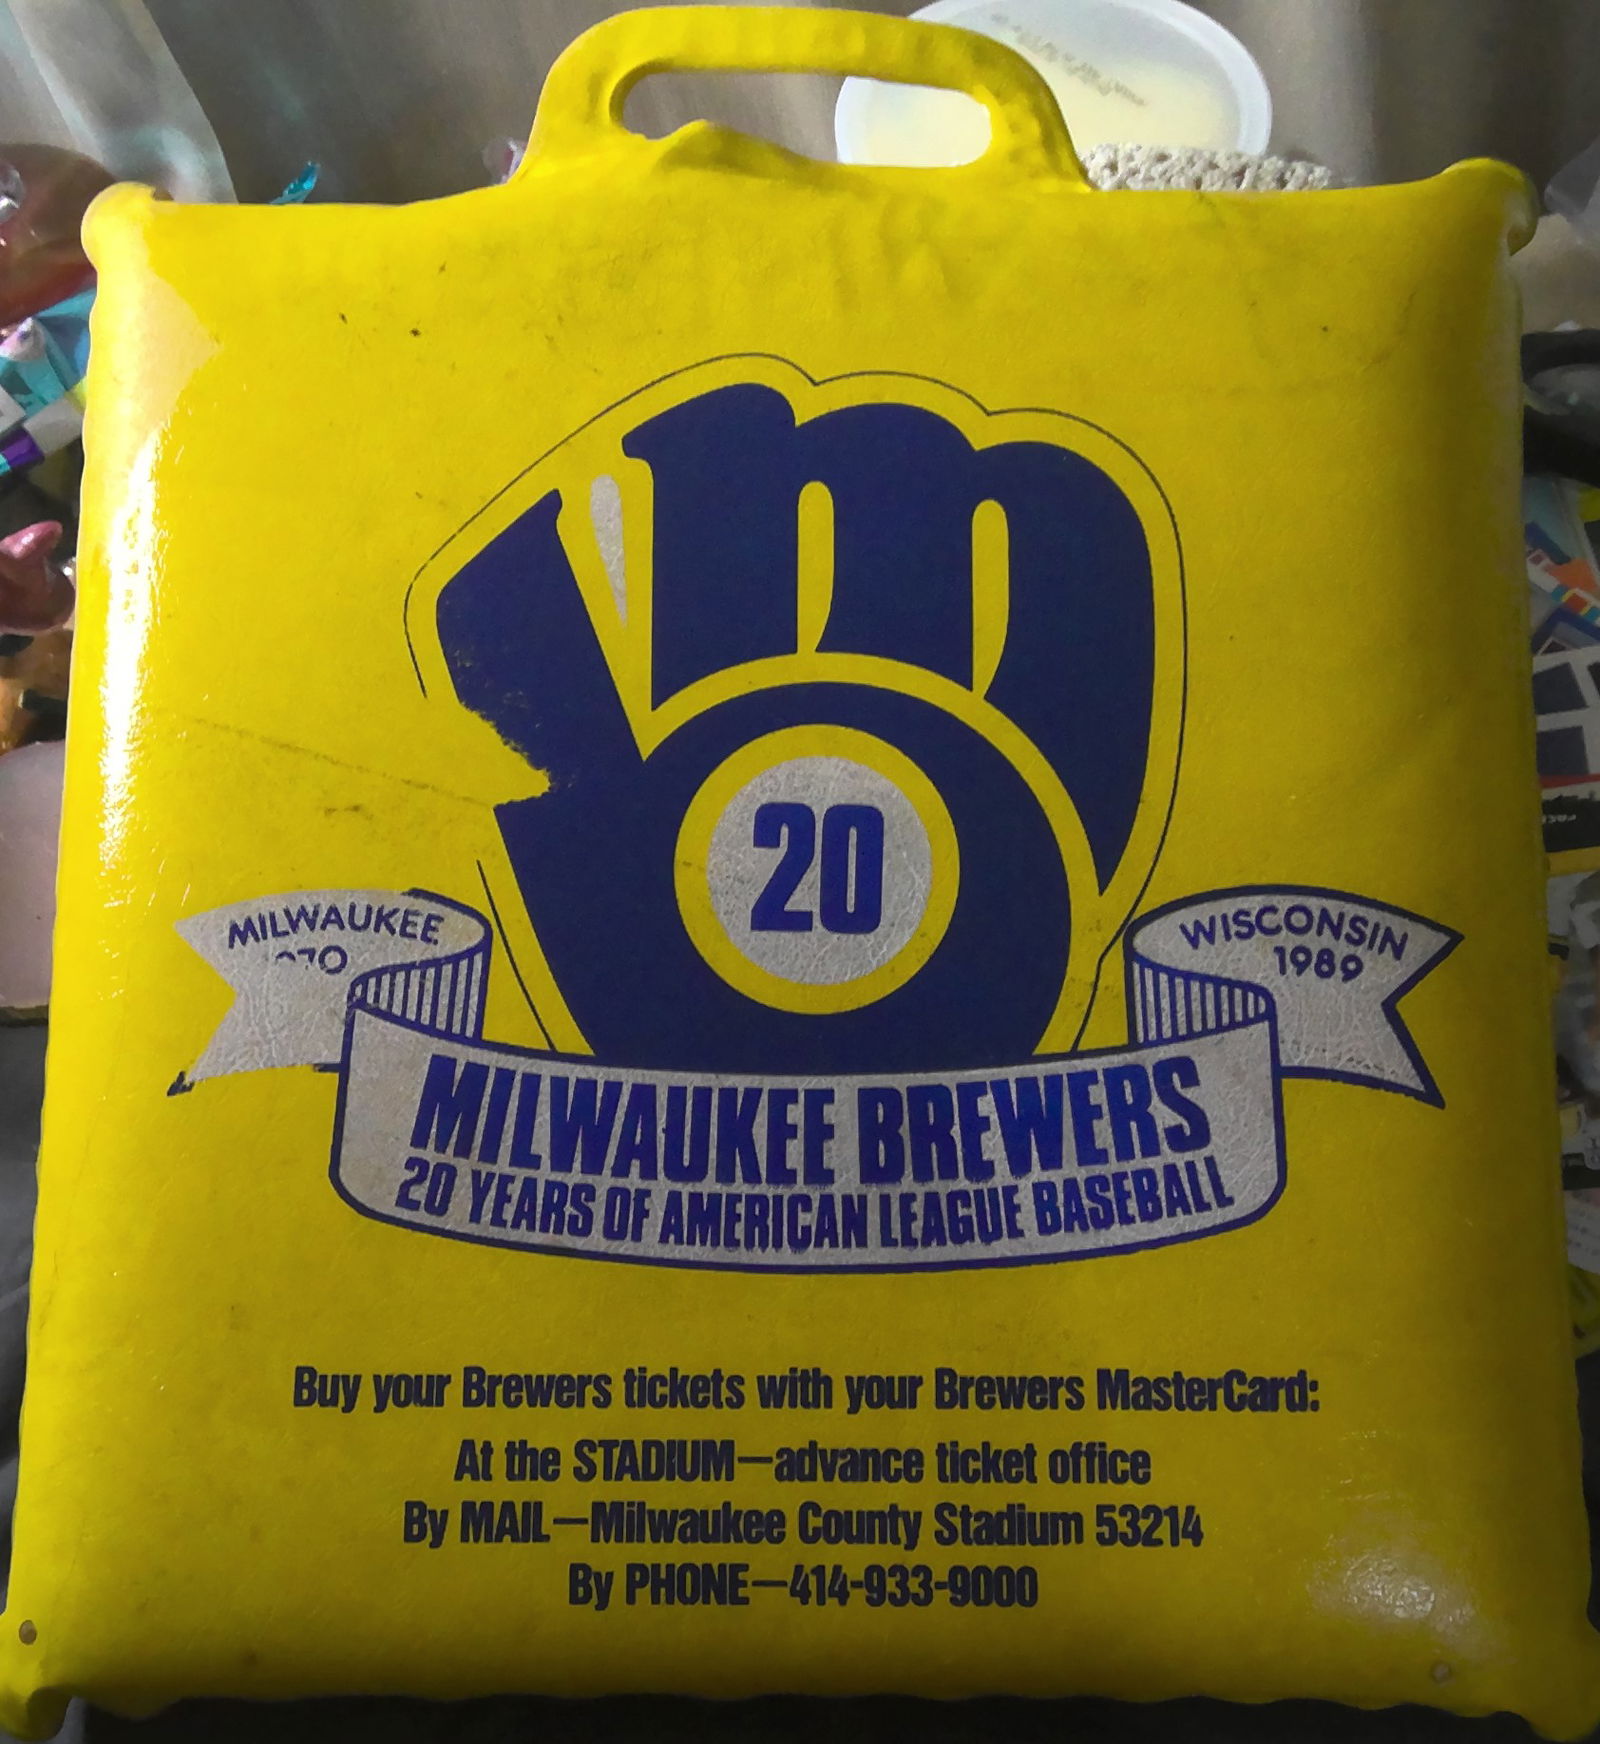 20
MILWAUKEE
WISCONSIN
1989
MILWAUKEE BREWERS
20 YEARS OF AMERICAN LEAGUE BASEBALL
Buy your Brewers tickets with your Brewers MasterCard:
At the STADIUM—advance ticket office
By MAIL—Milwaukee County Stadium 53214
By PHONE—414-933-9000